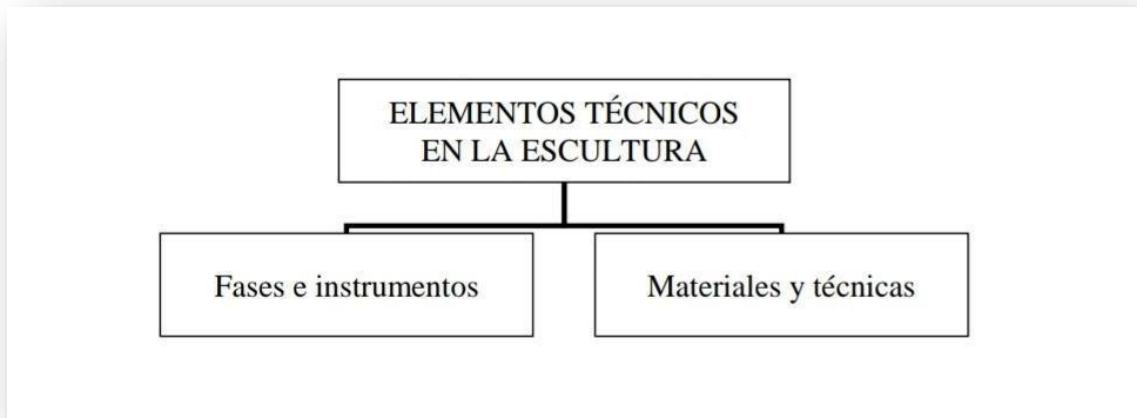 ELEMENTOS TÉCNICOS
EN LA ESCULTURA
Fases e instrumentos
Materiales y técnicas